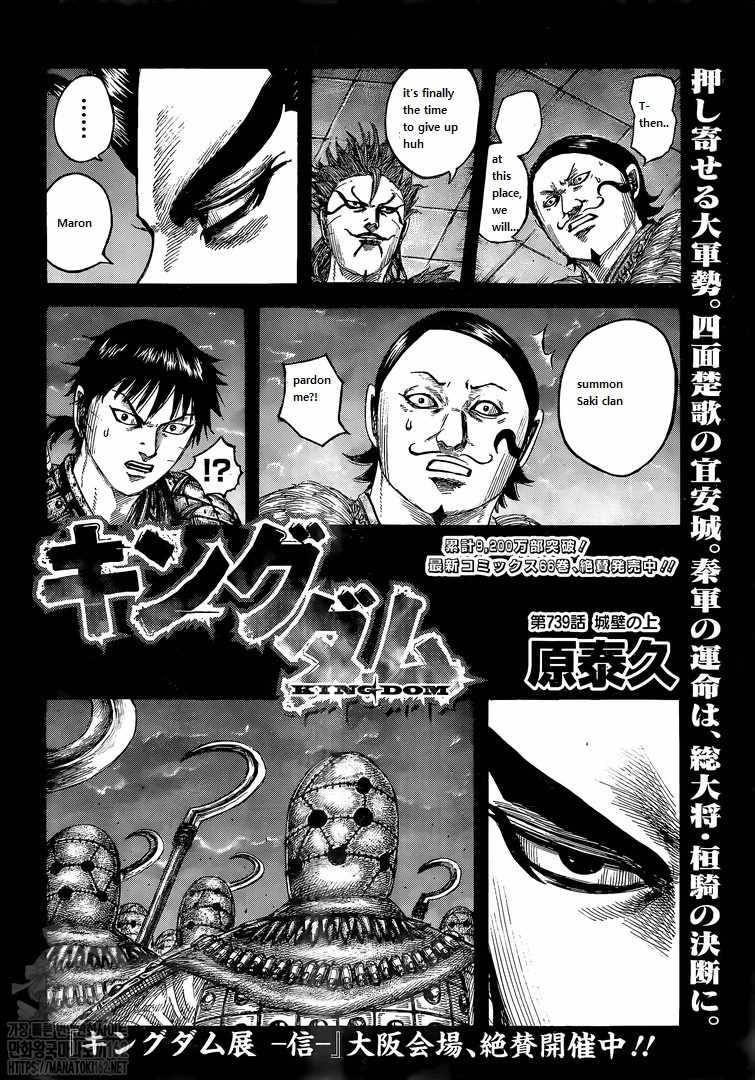 押し寄せる大軍勢。四面楚歌の宜安城。秦軍の運命は、総大将・桓騎の決断に。
T-
then..
at
this
place,
we
will...
it's finally
the time
to give up
huh
......
Maron
summon
Saki clan
pardon
me?!
!?
キングダム
KINGDOM
累計9,200万部突破!
最新コミックス66巻、絶賛発売中!!
第739話 城壁の上
原泰久
『キングダム展 -信-』大阪会場、絶賛開催中!!
HTTPS://MANATOKI162.NET